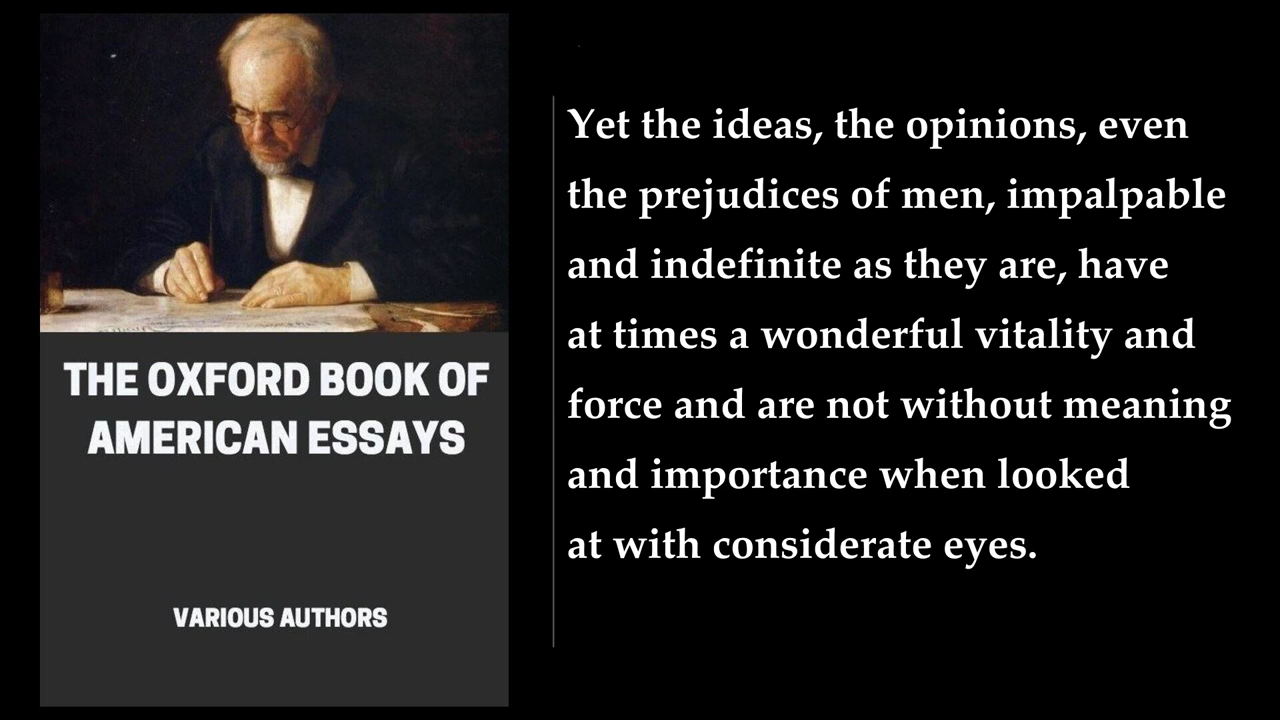 THE OXFORD BOOK OF
AMERICAN ESSAYS
VARIOUS AUTHORS
Yet the ideas, the opinions, even
the prejudices of men, impalpable
and indefinite as they are, have
at times a wonderful vitality and
force and are not without meaning
and importance when looked
at with considerate eyes.